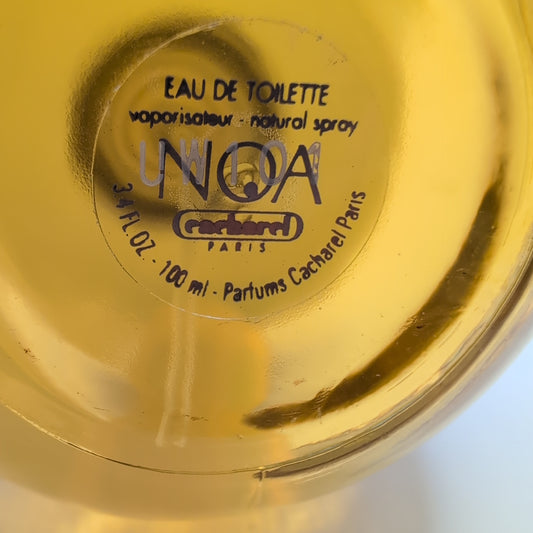 EAU DE TOILETTE
vaporisateur - natural spray
NOA
cacharel
PARIS
3.4 FL.OZ - 100 ml - Parfums Cacharel Paris